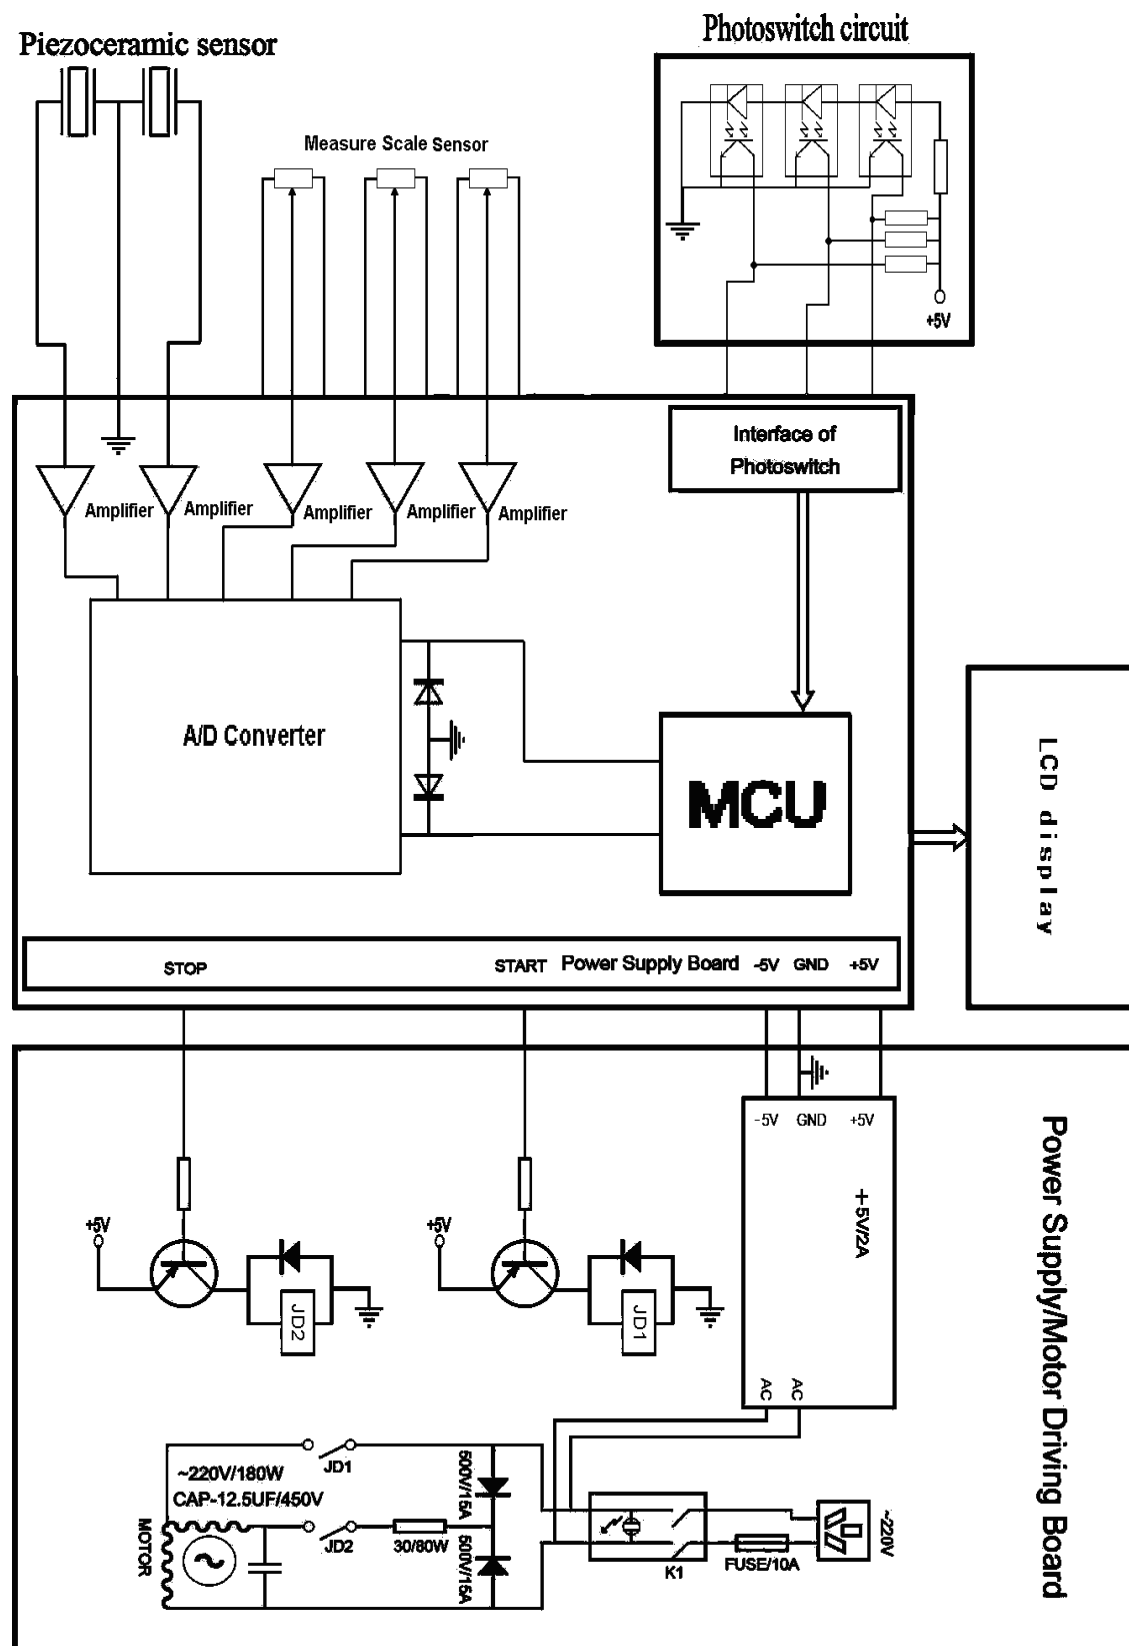 Piezoceramic sensor
Photoswitch circuit
Measure Scale Sensor
+5V
Interface of
Photoswitch
Amplifier
Amplifier
Amplifier
Amplifier
Amplifier
A/D Converter
MCU
LCD display
STOP
START
Power Supply Board
-5V
GND
+5V
-5V
GND
+5V
+5V/2A
AC
AC
Power Supply/Motor Driving Board
+5V
JD2
+5V
JD1
JD1
~220V/180W
CAP-12.5UF/450V
JD2
30/80W
500V/15A
500V/15A
MOTOR
K1
FUSE/10A
~220V